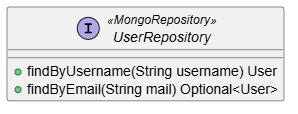 I
«MongoRepository»
UserRepository
findByUsername(String username) User
findByEmail(String mail) Optional<User>